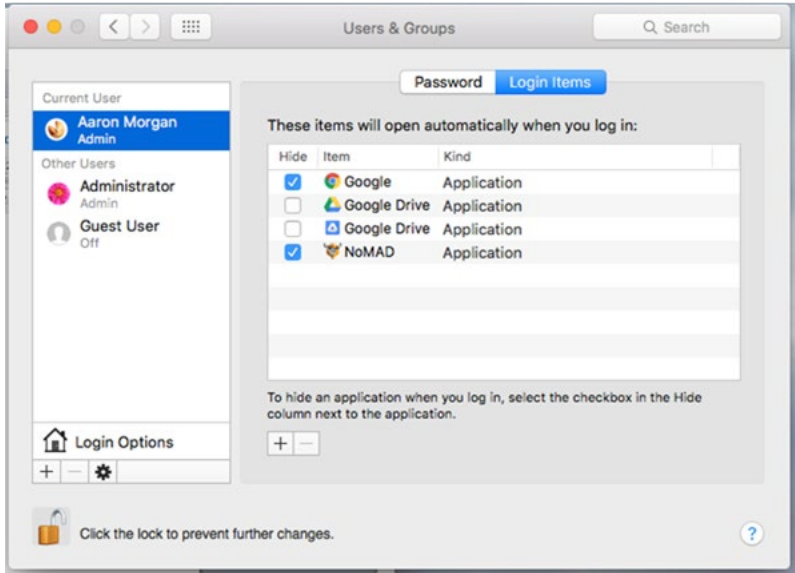 Users & Groups
Search
Password Login Items
Current User
Aaron Morgan
Admin
Other Users
Administrator
Admin
Guest User
Off
Login Options
These items will open automatically when you log in:
Hide Item Kind
Google Application
Google Drive Application
Google Drive Application
NoMAD Application
To hide an application when you log in, select the checkbox in the Hide
column next to the application.
+ −
+ −
Click the lock to prevent further changes.
?